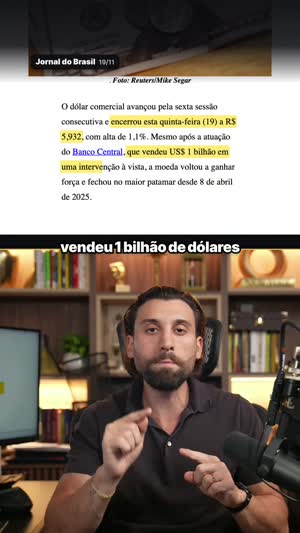 Jornal do Brasil 19/11
. Foto: Reuters/Mike Segar
O dólar comercial avançou pela sexta sessão
consecutiva e encerrou esta quinta-feira (19) a R$
5,932, com alta de 1,1%. Mesmo após a atuação
do Banco Central, que vendeu US$ 1 bilhão em
uma intervenção à vista, a moeda voltou a ganhar
força e fechou no maior patamar desde 8 de abril
de 2025.
vendeu 1 bilhão de dólares